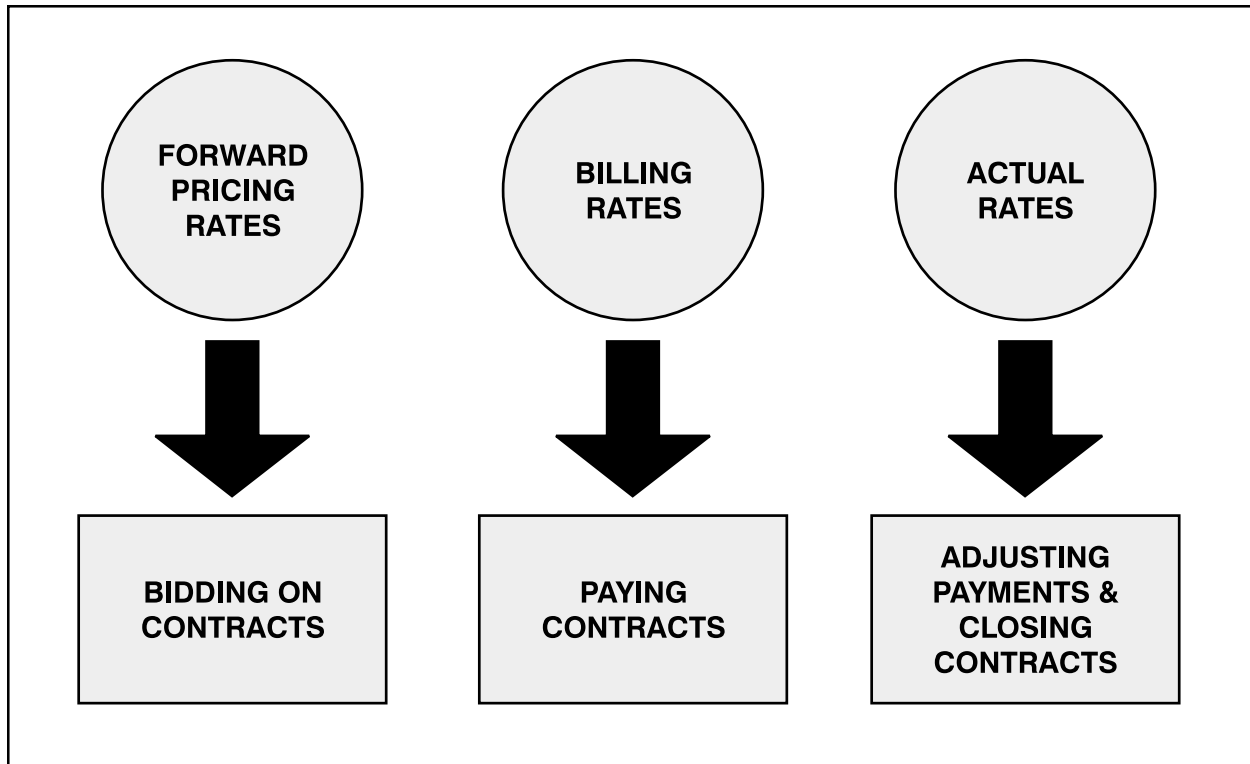 FORWARD
PRICING
RATES
BILLING
RATES
ACTUAL
RATES
BIDDING ON
CONTRACTS
PAYING
CONTRACTS
ADJUSTING
PAYMENTS &
CLOSING
CONTRACTS